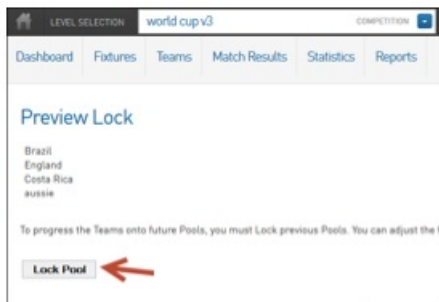 LEVEL SELECTION world cup v3 COMPETITION
Dashboard Fixtures Teams Match Results Statistics Reports
Preview Lock
Brazil
England
Costa Rica
aussie
To progress the Teams onto future Pools, you must Lock previous Pools. You can adjust the
Lock Pool